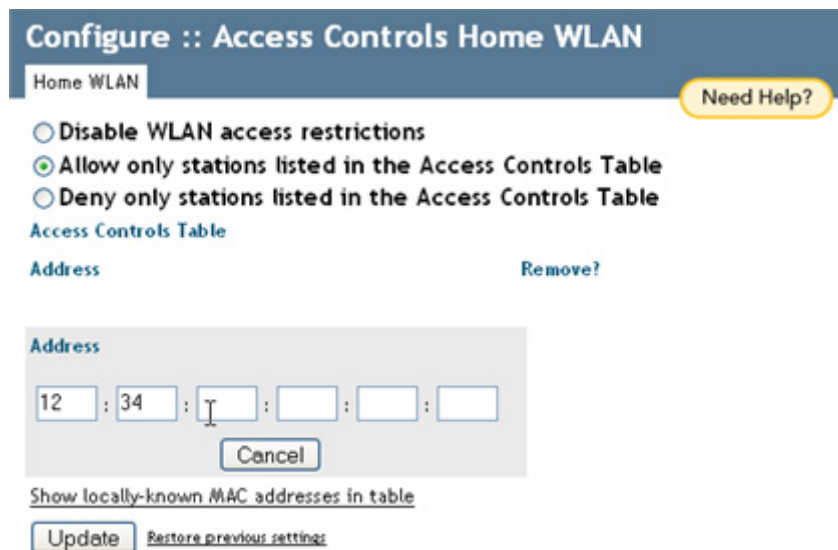 Configure :: Access Controls Home WLAN
Home WLAN
Need Help?
Disable WLAN access restrictions
Allow only stations listed in the Access Controls Table
Deny only stations listed in the Access Controls Table
Access Controls Table
Address Remove?
Address
12 : 34 : : : :
Cancel
Show locally-known MAC addresses in table
Update Restore previous settings